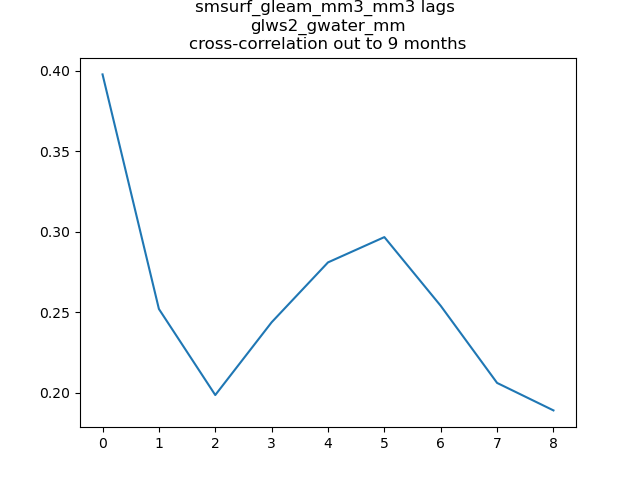 smsurf_gleam_mm3_mm3 lags
glws2_gwater_mm
cross-correlation out to 9 months
0.40
0.35
0.30
0.25
0.20
0 1 2 3 4 5 6 7 8